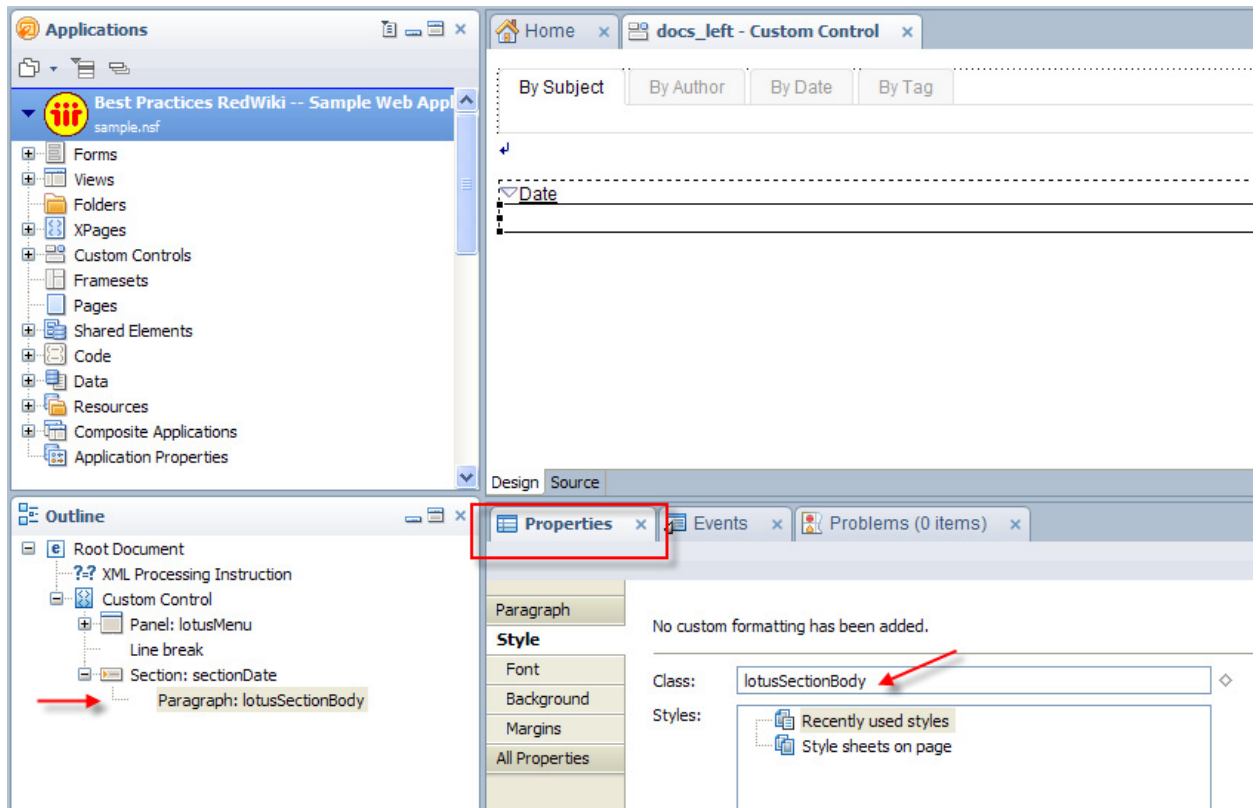 Applications
Best Practices RedWiki -- Sample Web Appl
sample.nsf
Forms
Views
Folders
XPages
Custom Controls
Framesets
Pages
Shared Elements
Code
Data
Resources
Composite Applications
Application Properties
Home
docs_left - Custom Control
By Subject By Author By Date By Tag
Date
Design Source
Outline
Root Document
?=? XML Processing Instruction
Custom Control
Panel: lotusMenu
Line break
Section: sectionDate
Paragraph: lotusSectionBody
Properties
Events
Problems (0 items)
Paragraph
Style
Font
Background
Margins
All Properties
No custom formatting has been added.
Class: lotusSectionBody
Styles:
Recently used styles
Style sheets on page